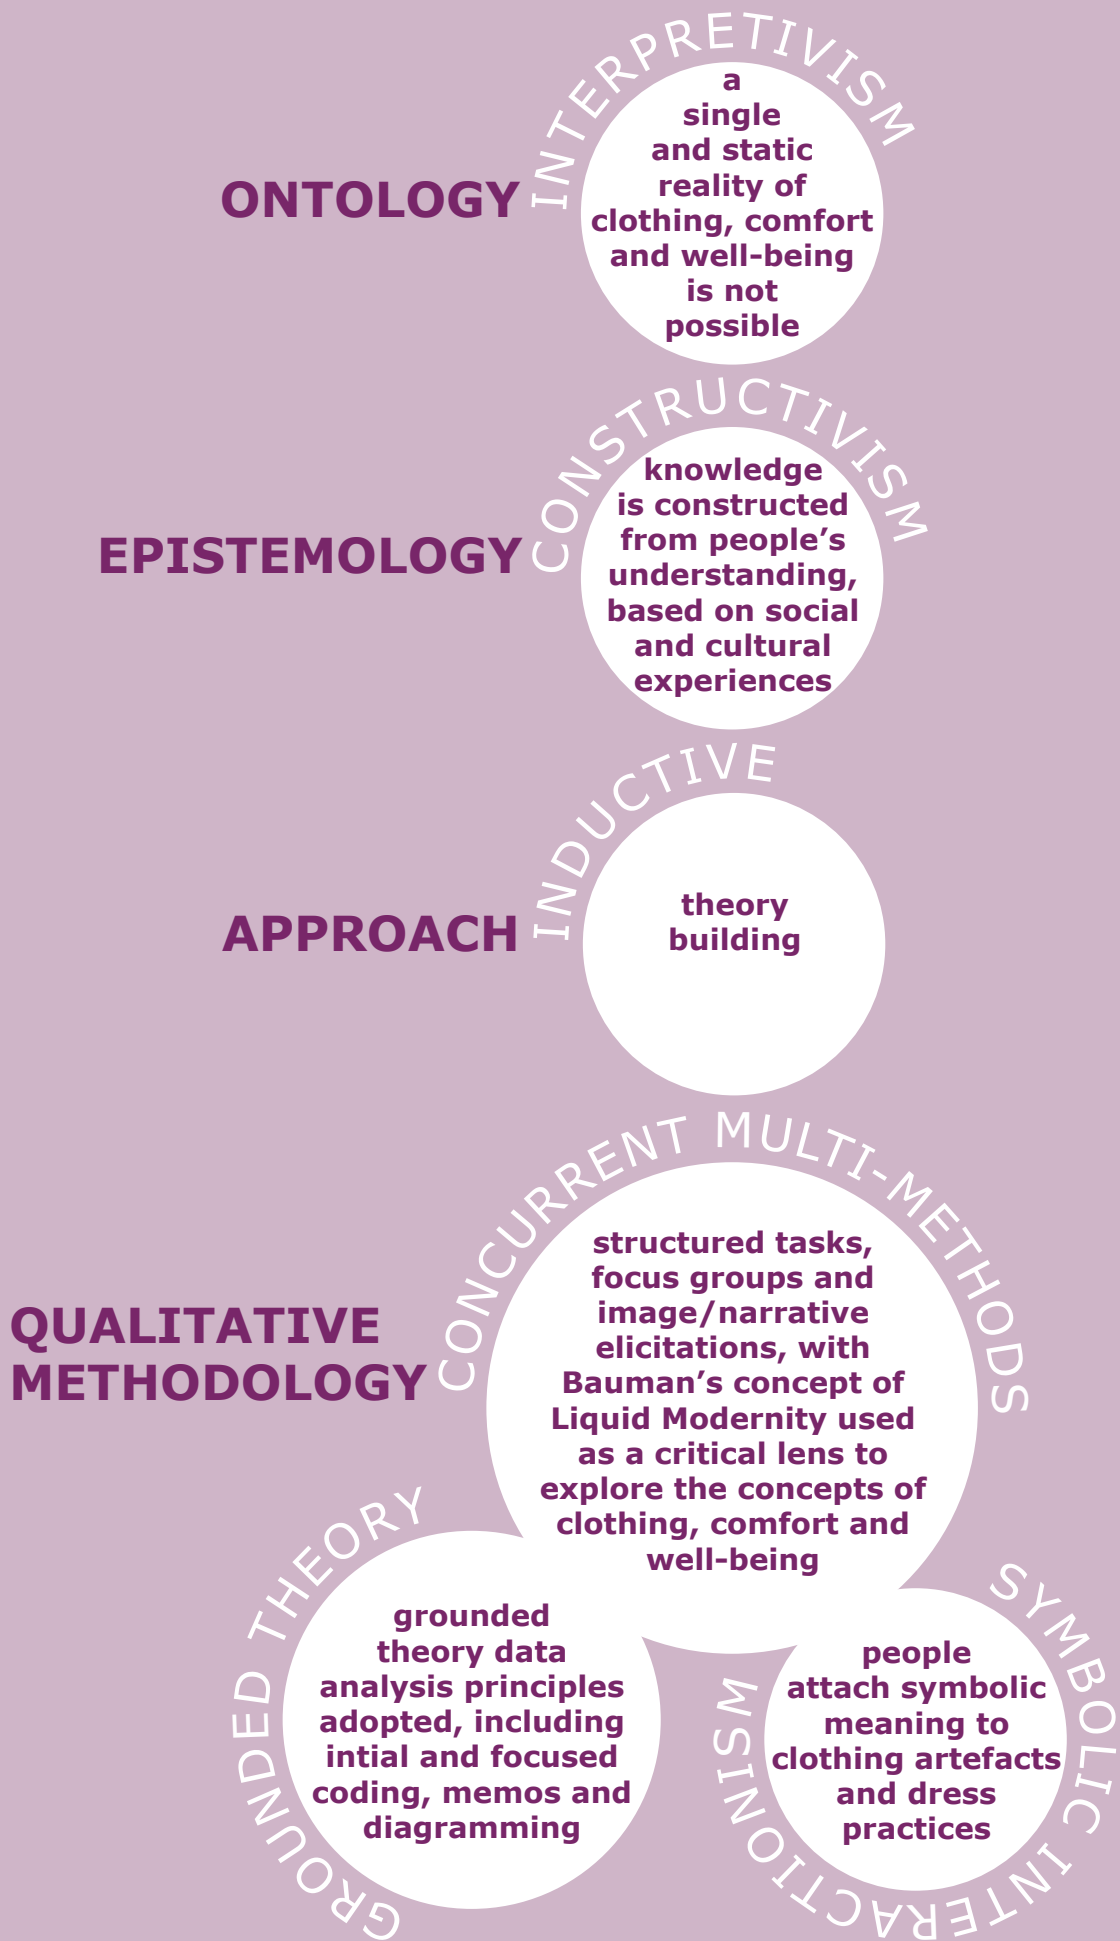 INTERPRETIVISM
ONTOLOGY
a
single
and static
reality of
clothing, comfort
and well-being
is not
possible
CONSTRUCTIVISM
EPISTEMOLOGY
knowledge
is constructed
from people’s
understanding,
based on social
and cultural
experiences
INDUCTIVE
APPROACH
theory
building
CONCURRENT MULTI-METHODS
QUALITATIVE
METHODOLOGY
structured tasks,
focus groups and
image/narrative
elicitations, with
Bauman’s concept of
Liquid Modernity used
as a critical lens to
explore the concepts of
clothing, comfort and
well-being
GROUNDED THEORY
grounded
theory data
analysis principles
adopted, including
intial and focused
coding, memos and
diagramming
SYMBOLIC INTERACTIONISM
people
attach symbolic
meaning to
clothing artefacts
and dress
practices